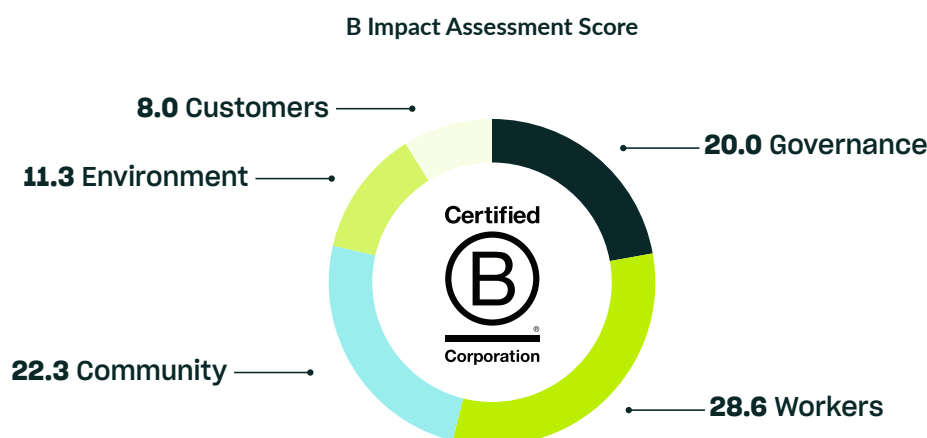 B Impact Assessment Score
8.0 Customers
20.0 Governance
11.3 Environment
Certified
B
®
Corporation
22.3 Community
28.6 Workers